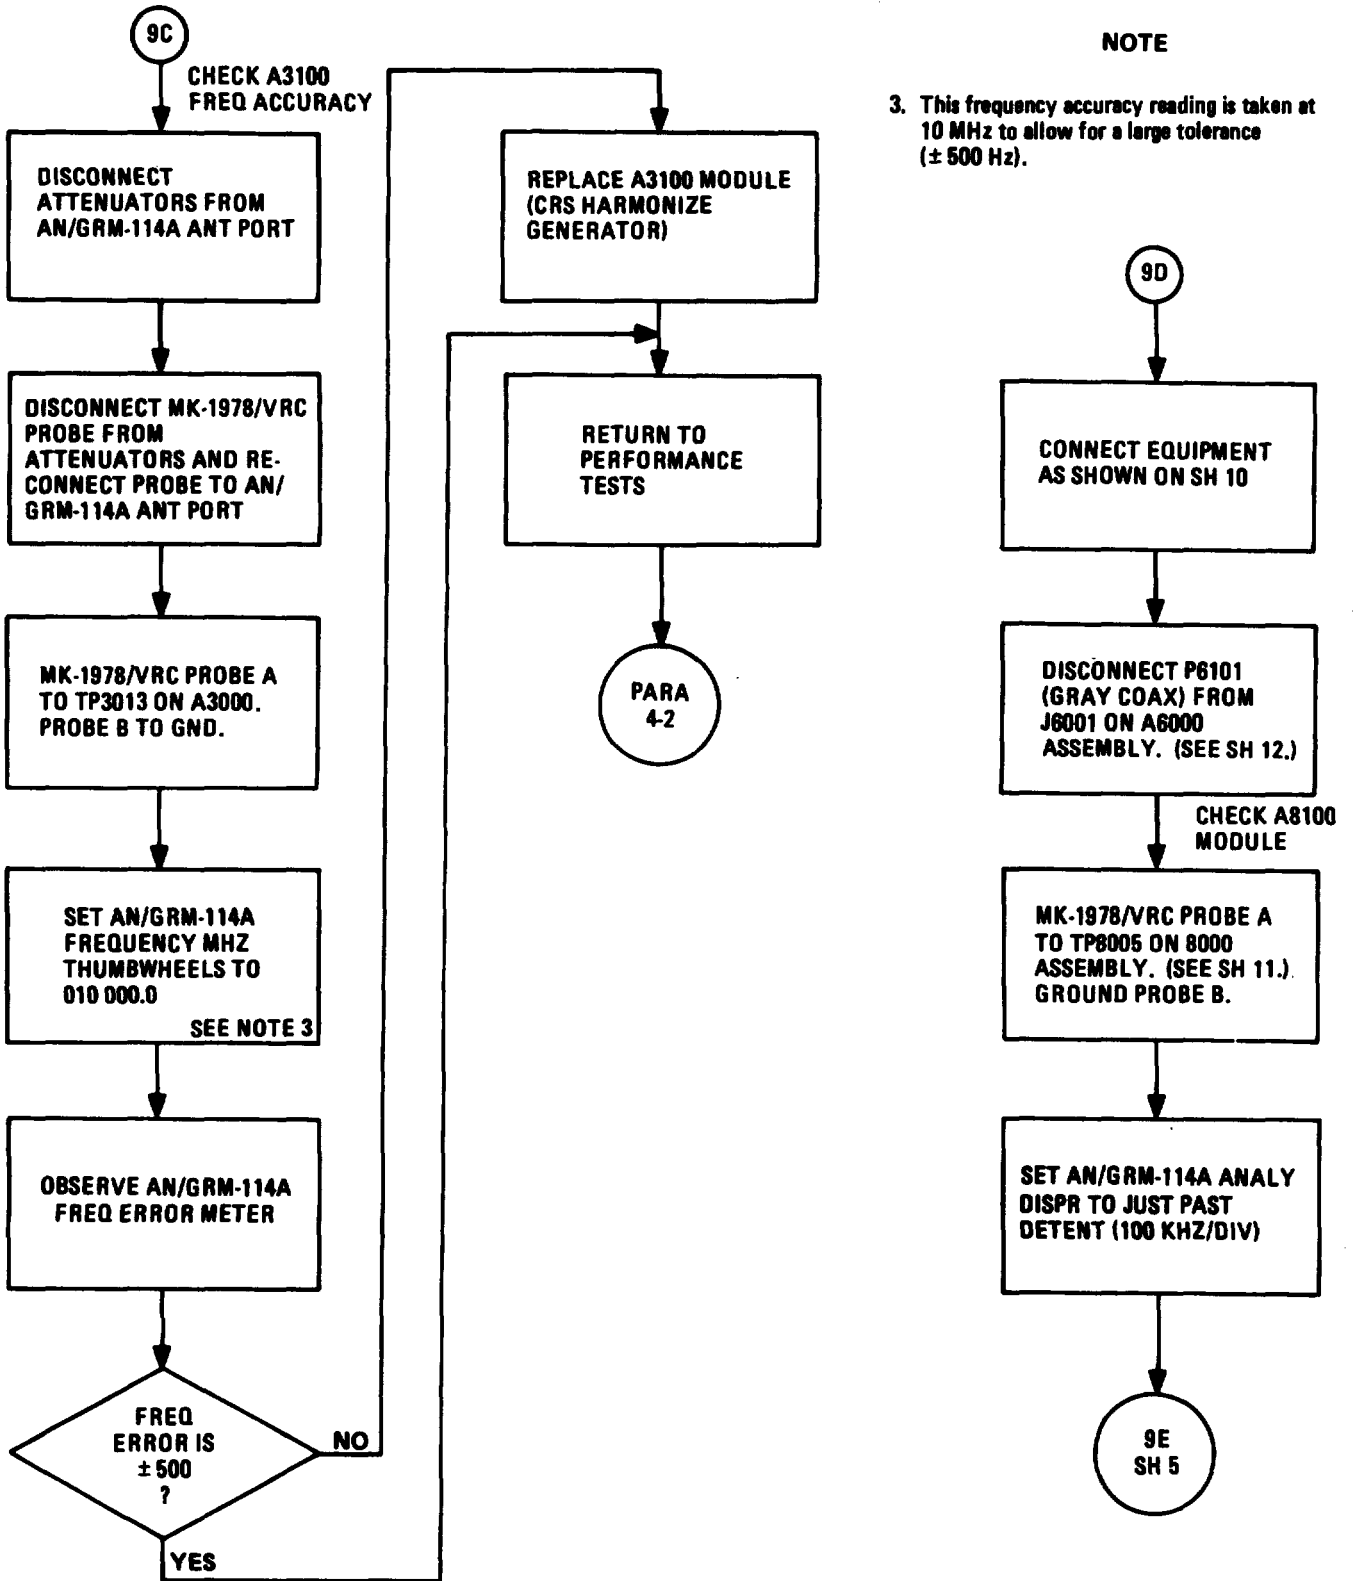 9C
CHECK A3100
FREQ ACCURACY
DISCONNECT
ATTENUATORS FROM
AN/GRM-114A ANT PORT
DISCONNECT MK-1978/VRC
PROBE FROM
ATTENUATORS AND RE-
CONNECT PROBE TO AN/
GRM-114A ANT PORT
MK-1978/VRC PROBE A
TO TP3013 ON A3000.
PROBE B TO GND.
SET AN/GRM-114A
FREQUENCY MHZ
THUMBWHEELS TO
010 000.0
SEE NOTE 3
OBSERVE AN/GRM-114A
FREQ ERROR METER
FREQ
ERROR IS
± 500
?
NO
YES
REPLACE A3100 MODULE
(CRS HARMONIZE
GENERATOR)
RETURN TO
PERFORMANCE
TESTS
PARA
4-2
NOTE
3. This frequency accuracy reading is taken at
10 MHz to allow for a large tolerance
(± 500 Hz).
9D
CONNECT EQUIPMENT
AS SHOWN ON SH 10
DISCONNECT P6101
(GRAY COAX) FROM
J6001 ON A6000
ASSEMBLY. (SEE SH 12.)
CHECK A8100
MODULE
MK-1978/VRC PROBE A
TO TP8005 ON 8000
ASSEMBLY. (SEE SH 11.)
GROUND PROBE B.
SET AN/GRM-114A ANALY
DISPR TO JUST PAST
DETENT (100 KHZ/DIV)
9E
SH 5